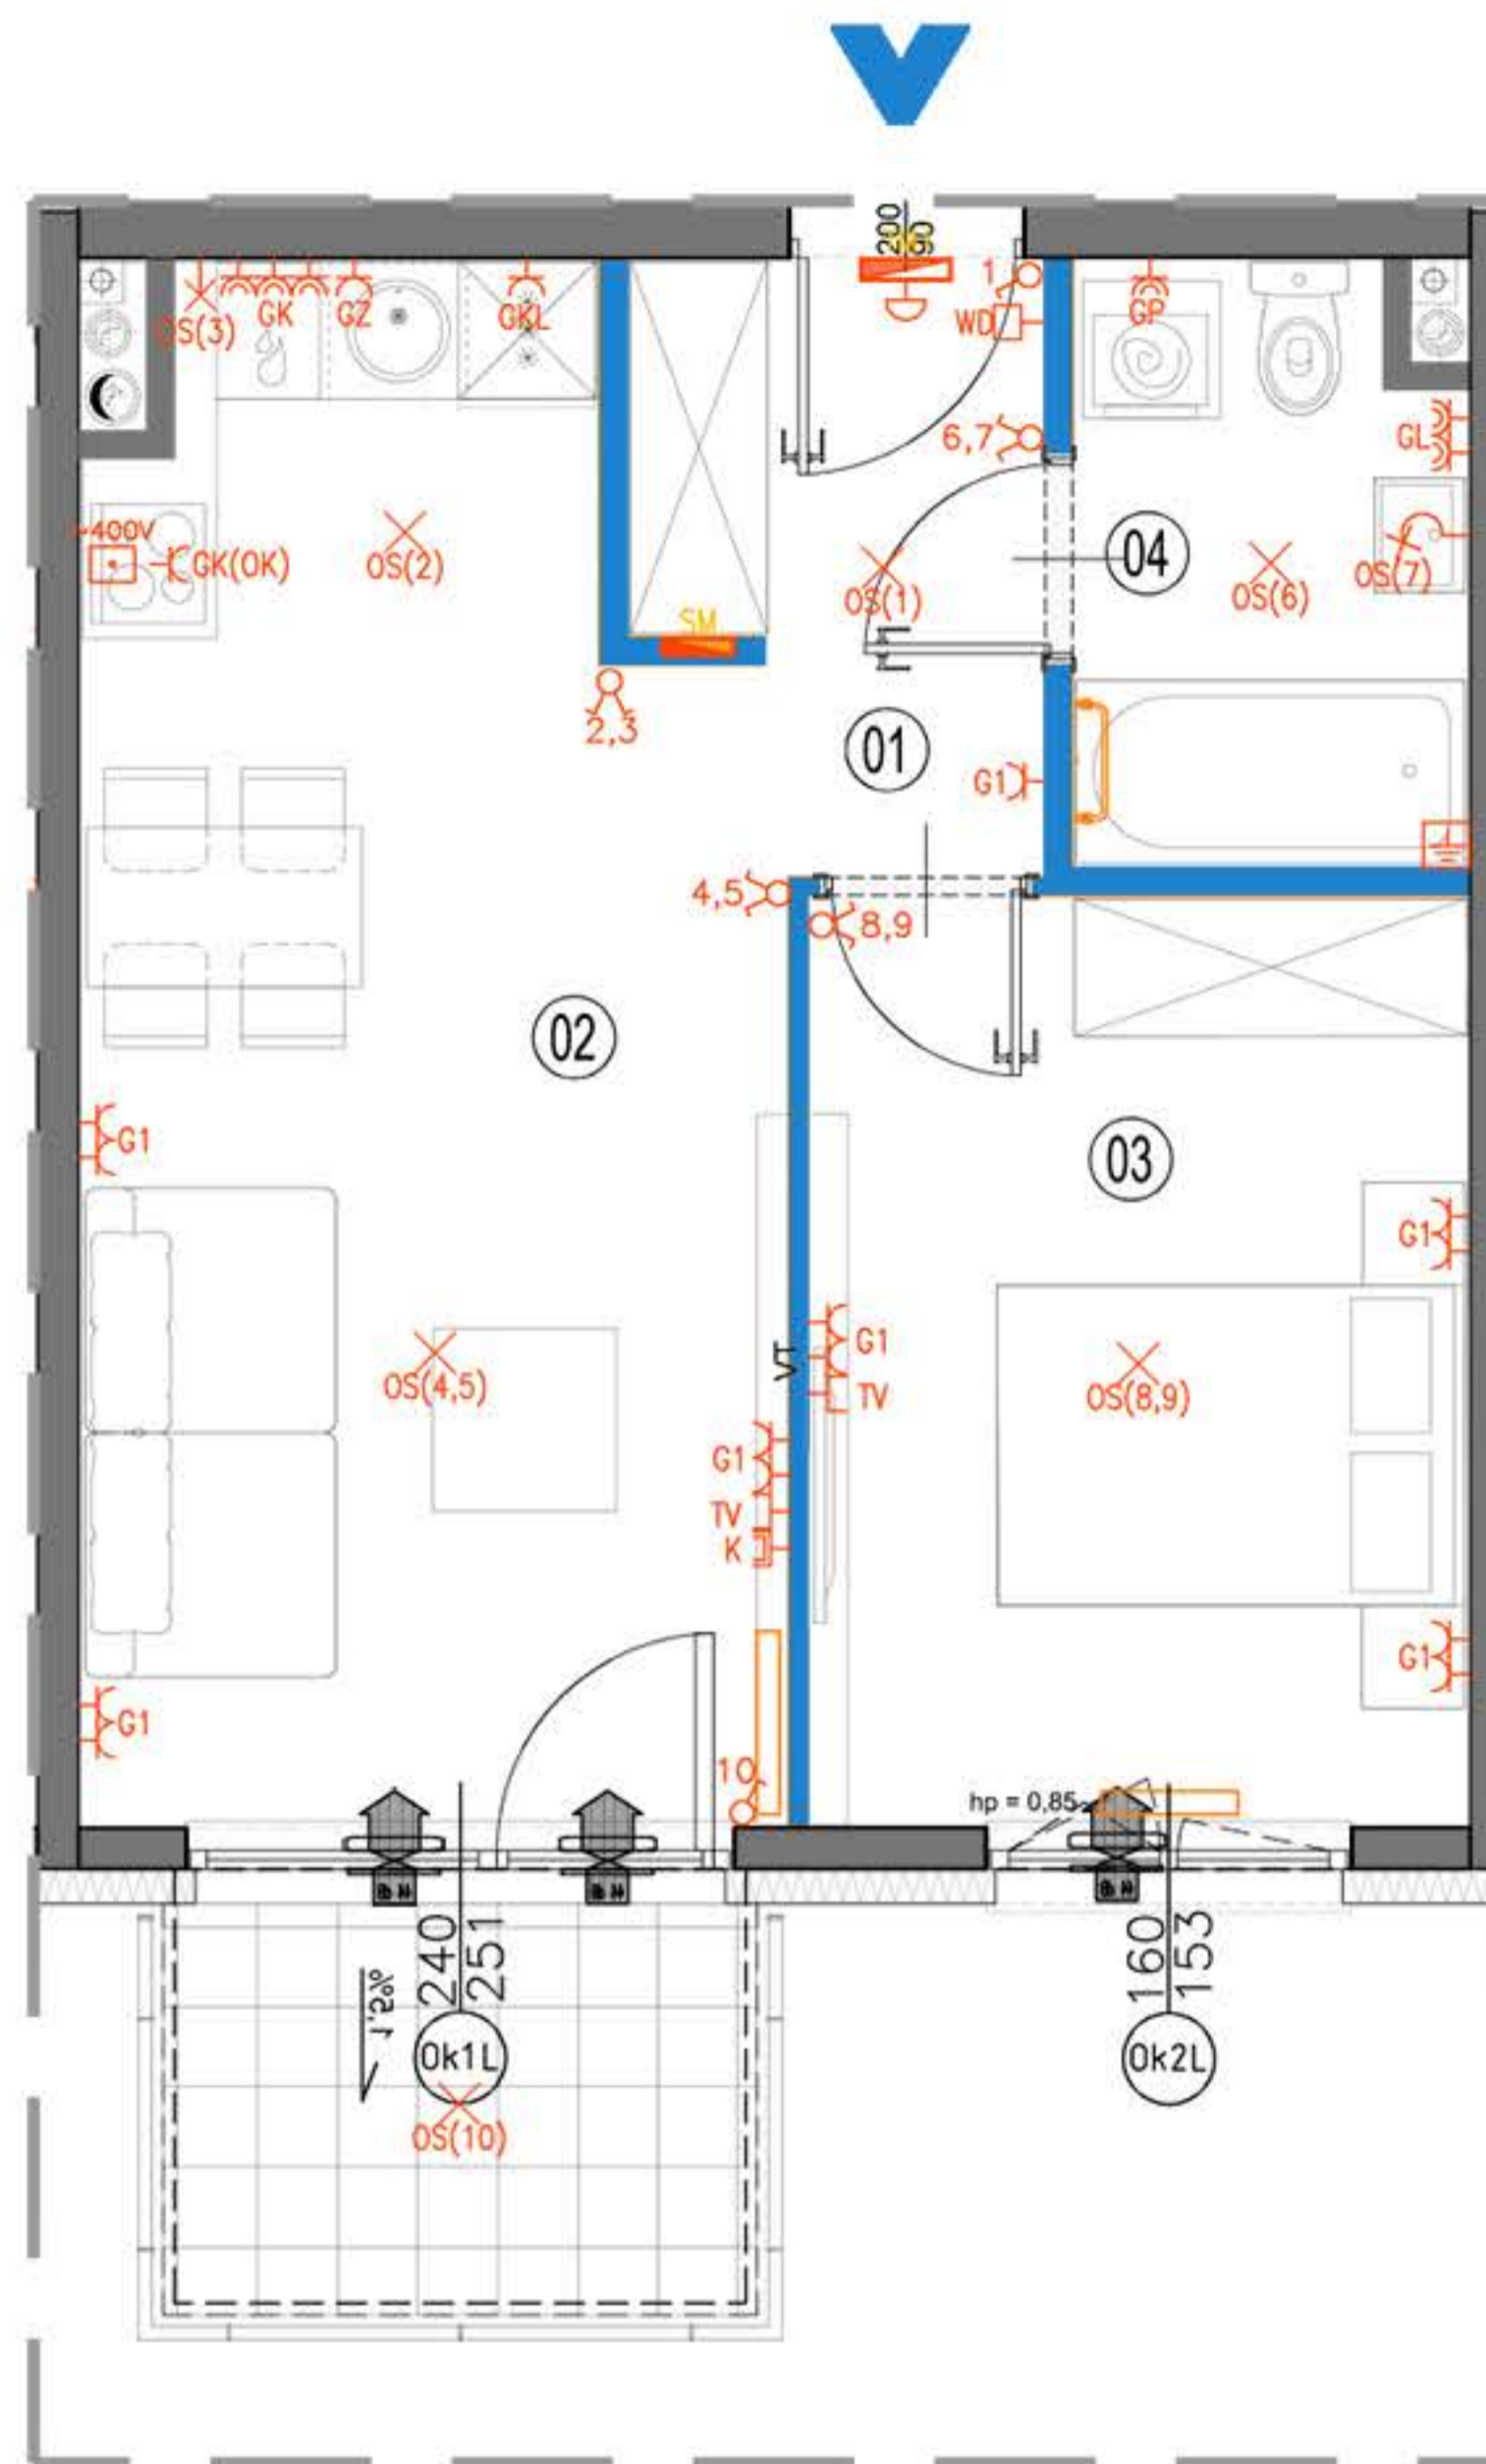 200
90
1
WD
GP
OS(3)
GK
GZ
GKL
6,7
GL
~400V
GK(OK)
OS(2)
OS(1)
04
OS(6)
OS(7)
SM
2,3
01
G1
4,5
8,9
02
03
G1
G1
G1
VT
TV
OS(4,5)
OS(8,9)
G1
TV
K
G1
G1
10
hp = 0,85
240
251
160
153
1,5%
Ok1L
Ok2L
OS(10)